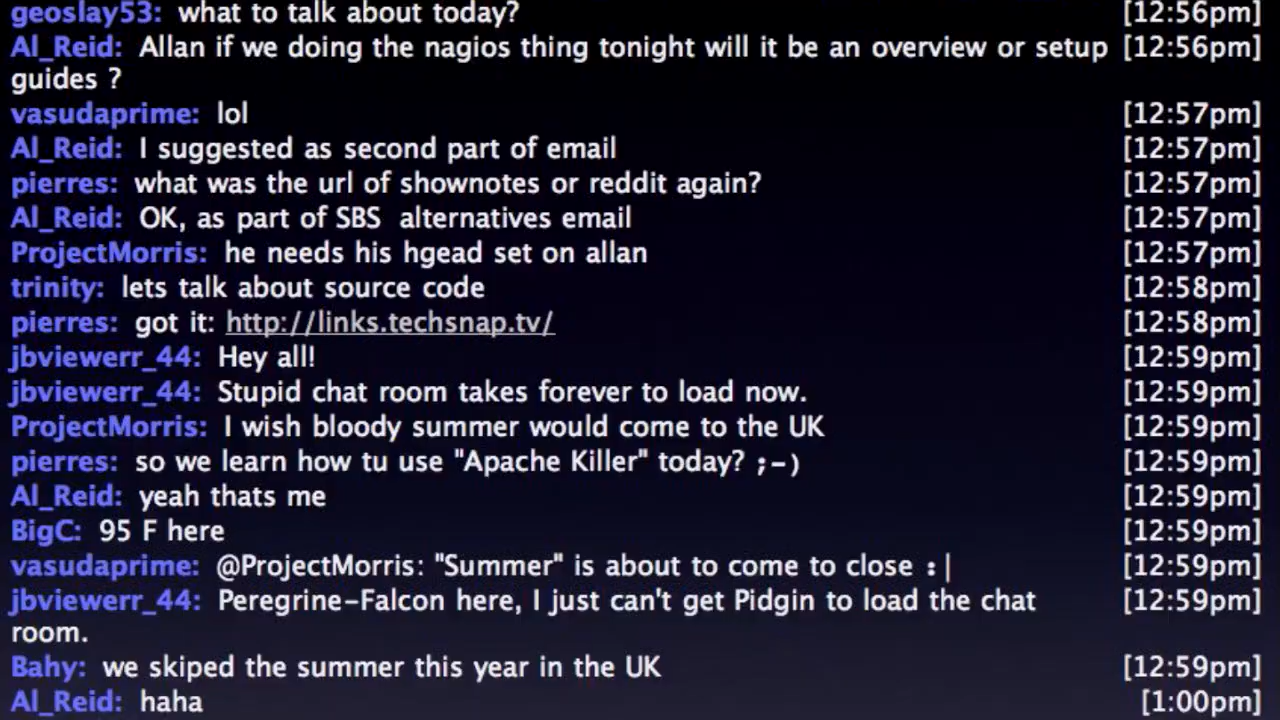 geoslay53: what to talk about today? [12:56pm]
Al_Reid: Allan if we doing the nagios thing tonight will it be an overview or setup [12:56pm]
guides ?
vasudaprime: lol [12:57pm]
Al_Reid: I suggested as second part of email [12:57pm]
pierres: what was the url of shownotes or reddit again? [12:57pm]
Al_Reid: OK, as part of SBS  alternatives email [12:57pm]
ProjectMorris: he needs his hgead set on allan [12:57pm]
trinity: lets talk about source code [12:58pm]
pierres: got it: http://links.techsnap.tv/ [12:58pm]
jbviewerr_44: Hey all! [12:59pm]
jbviewerr_44: Stupid chat room takes forever to load now. [12:59pm]
ProjectMorris: I wish bloody summer would come to the UK [12:59pm]
pierres: so we learn how tu use "Apache Killer" today? ;-) [12:59pm]
Al_Reid: yeah thats me [12:59pm]
BigC: 95 F here [12:59pm]
vasudaprime: @ProjectMorris: "Summer" is about to come to close :| [12:59pm]
jbviewerr_44: Peregrine-Falcon here, I just can't get Pidgin to load the chat [12:59pm]
room.
Bahy: we skiped the summer this year in the UK [12:59pm]
Al_Reid: haha [1:00pm]